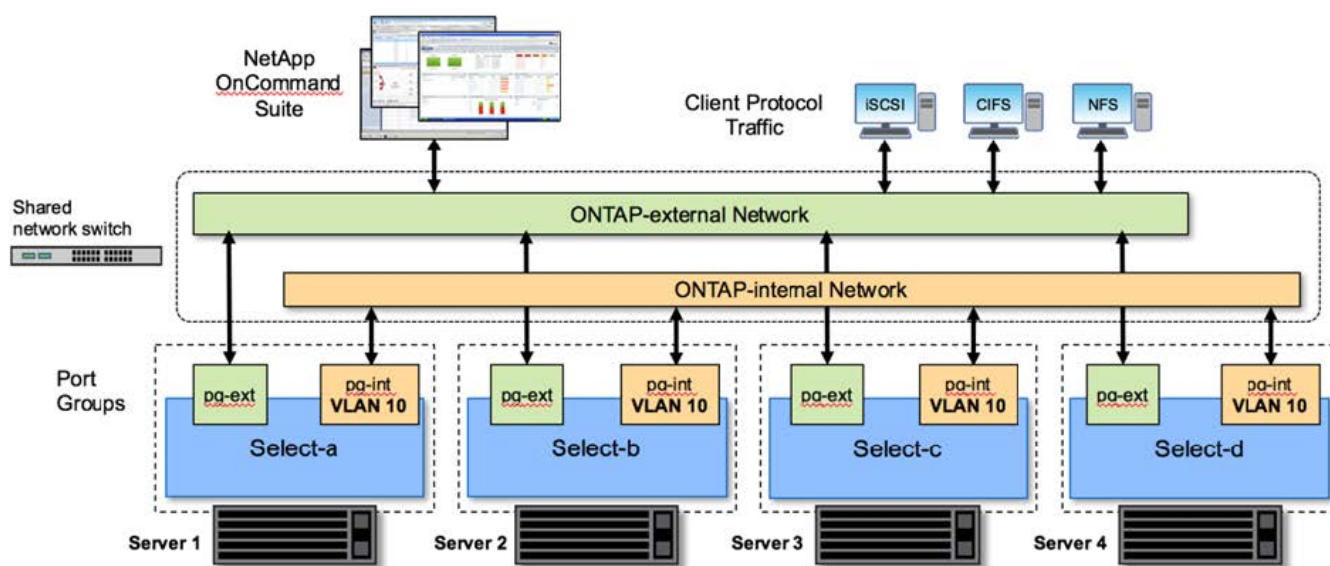 NetApp
OnCommand
Suite
Client Protocol
Traffic
iSCSI
CIFS
NFS
Shared
network switch
ONTAP-external Network
ONTAP-internal Network
Port
Groups
pg-ext
pg-int
VLAN 10
Select-a
pg-ext
pg-int
VLAN 10
Select-b
pg-ext
pg-int
VLAN 10
Select-c
pg-ext
pg-int
VLAN 10
Select-d
Server 1
Server 2
Server 3
Server 4